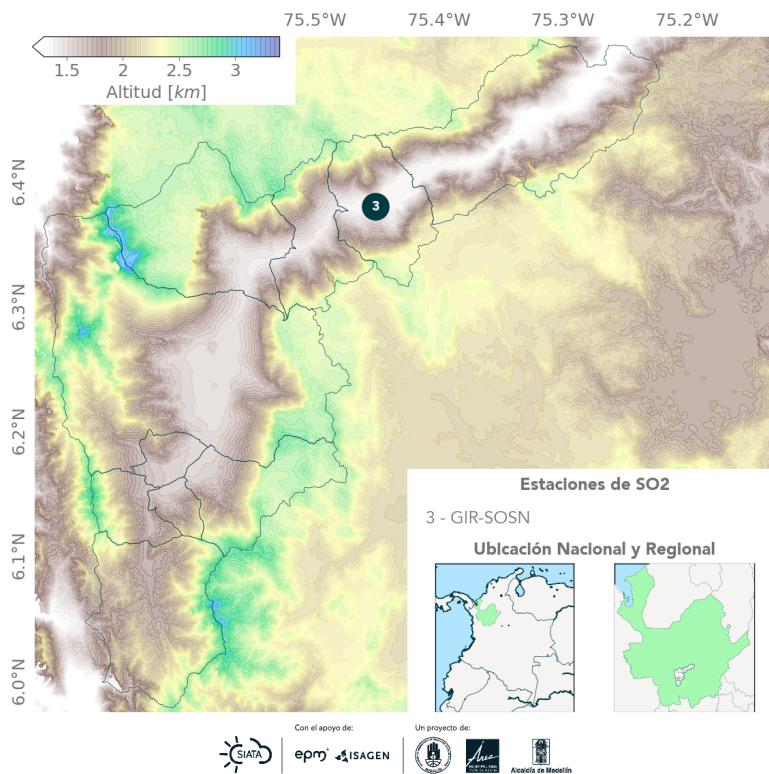 75.5°W 75.4°W 75.3°W 75.2°W
1.5 2 2.5 3
Altitud [km]
6.4°N
6.3°N
6.2°N
6.1°N
6.0°N
3
Estaciones de SO2
3 - GIR-SOSN
Ubicación Nacional y Regional
Con el apoyo de:
Un proyecto de:
SIATA
epm
ISAGEN
Área
Alcaldía de Medellín